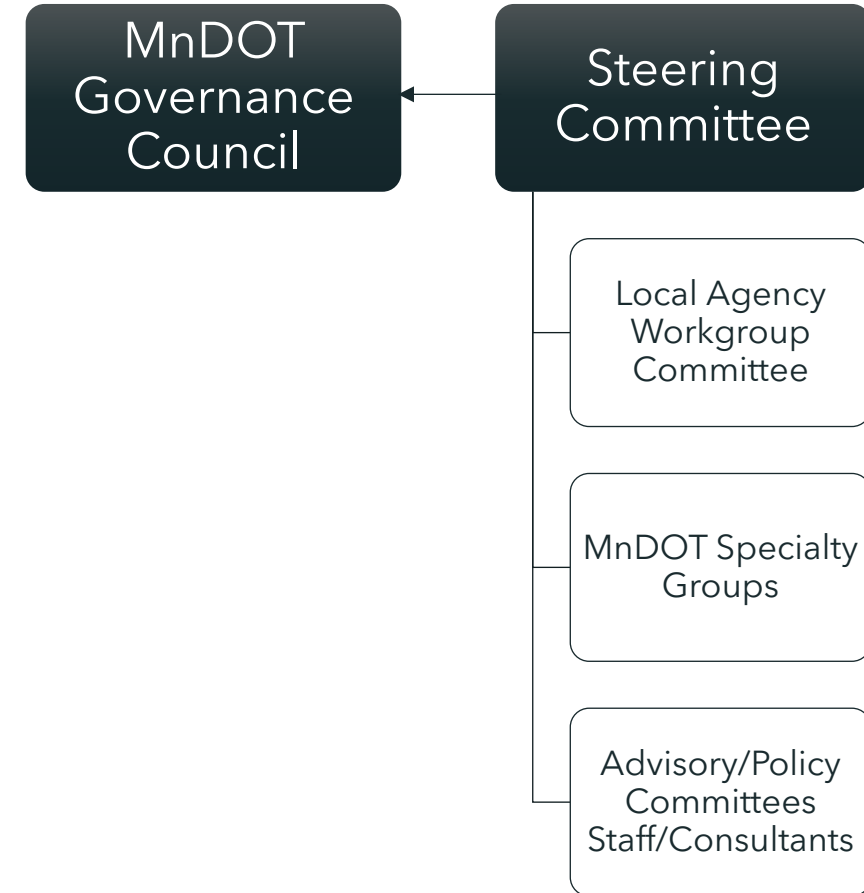 MnDOT
Governance
Council
Steering
Committee
Local Agency
Workgroup
Committee
MnDOT Specialty
Groups
Advisory/Policy
Committees
Staff/Consultants